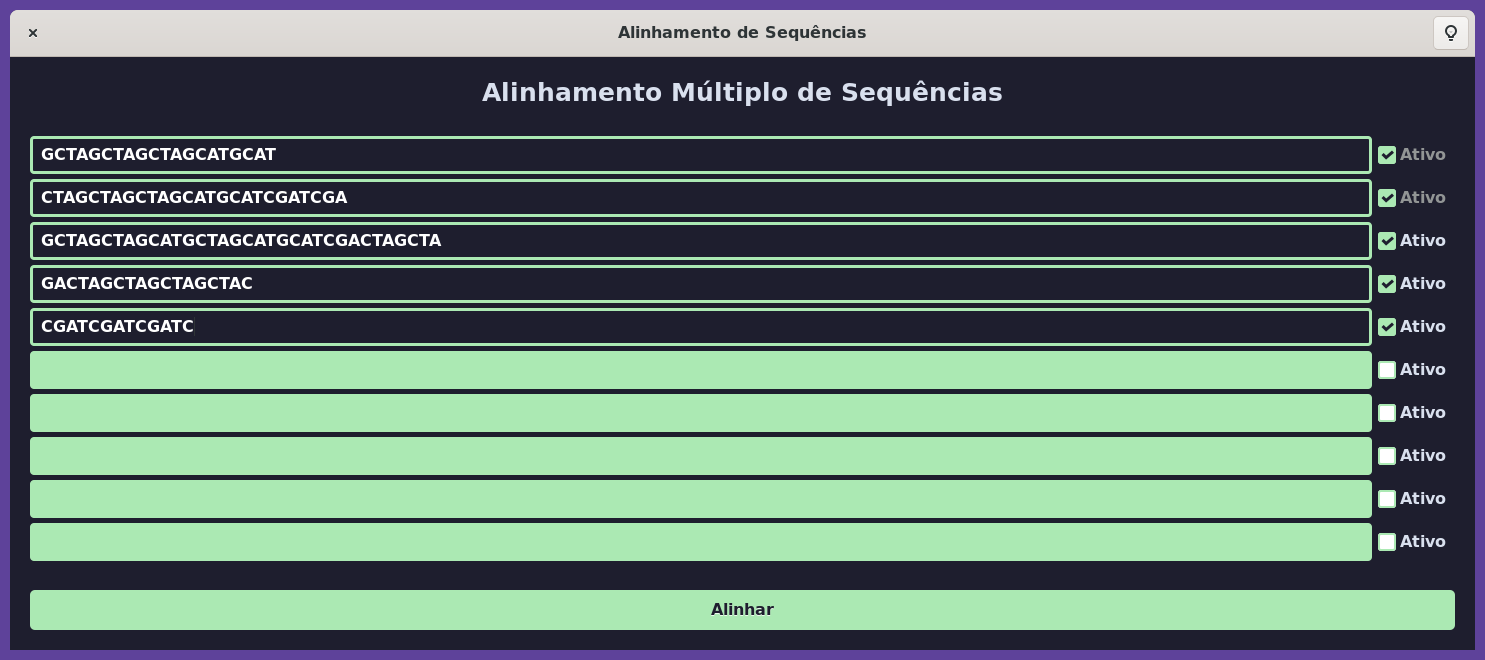 Alinhamento de Sequências
Alinhamento Múltiplo de Sequências
GCTAGCTAGCTAGCATGCAT Ativo
CTAGCTAGCTAGCATGCATCGATCGA Ativo
GCTAGCTAGCATGCTAGCATGCATCGACTAGCTA Ativo
GACTAGCTAGCTAGCTAC Ativo
CGATCGATCGATC Ativo
Ativo
Ativo
Ativo
Ativo
Ativo
Alinhar